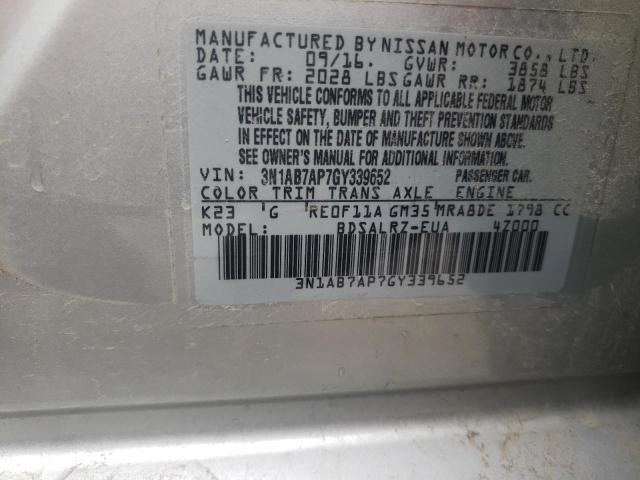 MANUFACTURED BY NISSAN MOTOR CO., LTD.
DATE: 09/16. GVWR: 3858 LBS
GAWR FR: 2028 LBS GAWR RR: 1874 LBS
THIS VEHICLE CONFORMS TO ALL APPLICABLE FEDERAL MOTOR
VEHICLE SAFETY, BUMPER AND THEFT PREVENTION STANDARDS
IN EFFECT ON THE DATE OF MANUFACTURE SHOWN ABOVE.
SEE OWNER'S MANUAL FOR ADDITIONAL INFORMATION.
VIN: 3N1AB7AP7GY339652 PASSENGER CAR.
COLOR TRIM TRANS AXLE ENGINE
K23 'G 'RE0F11A GM35 'MRA8DE 1798 CC
MODEL: BDSALRZ-EUA 4Z000
3N1AB7AP7GY339652